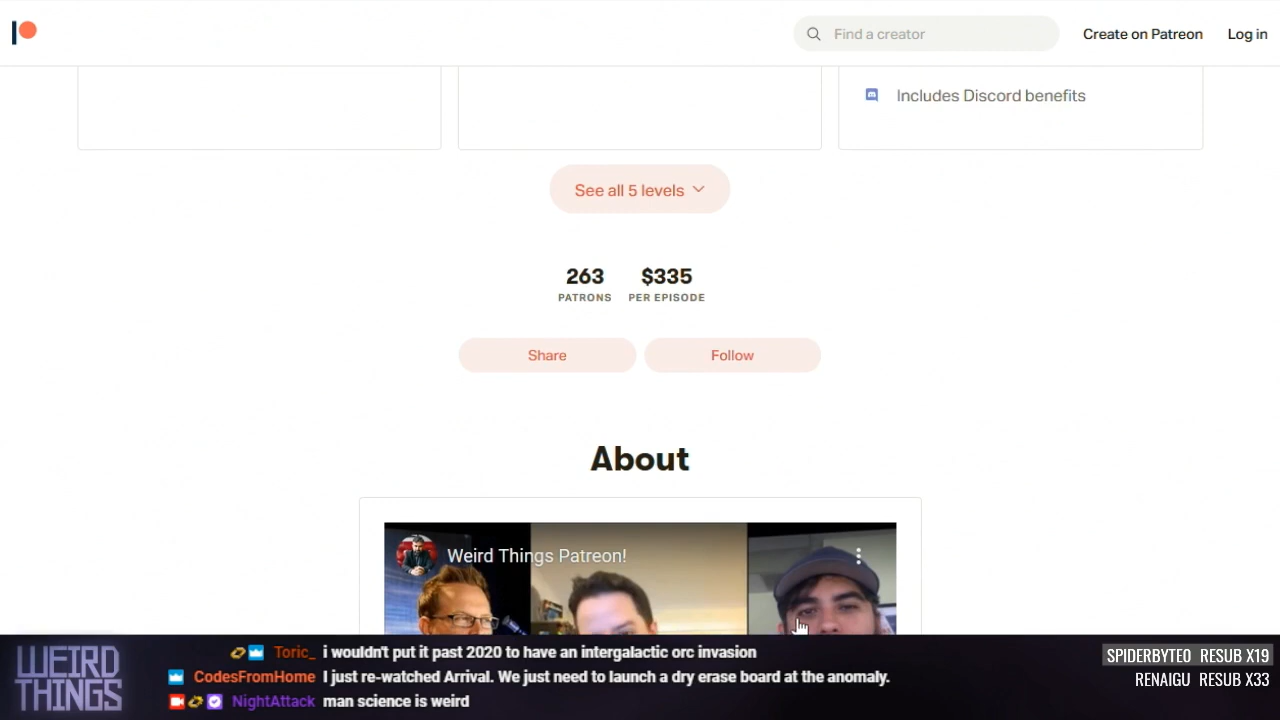 Find a creator
Create on Patreon
Log in
Includes Discord benefits
See all 5 levels
263
PATRONS
$335
PER EPISODE
Share
Follow
About
Weird Things Patreon!
WEIRD
THINGS
Toric_ i wouldn't put it past 2020 to have an intergalactic orc invasion
CodesFromHome I just re-watched Arrival. We just need to launch a dry erase board at the anomaly.
NightAttack man science is weird
SPIDERBYTE0 RESUB X19
RENAIGU RESUB X33